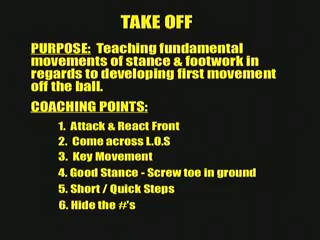 TAKE OFF
PURPOSE: Teaching fundamental
movements of stance & footwork in
regards to developing first movement
off the ball.
COACHING POINTS:
1. Attack & React Front
2. Come across L.O.S
3. Key Movement
4. Good Stance - Screw toe in ground
5. Short / Quick Steps
6. Hide the #'s